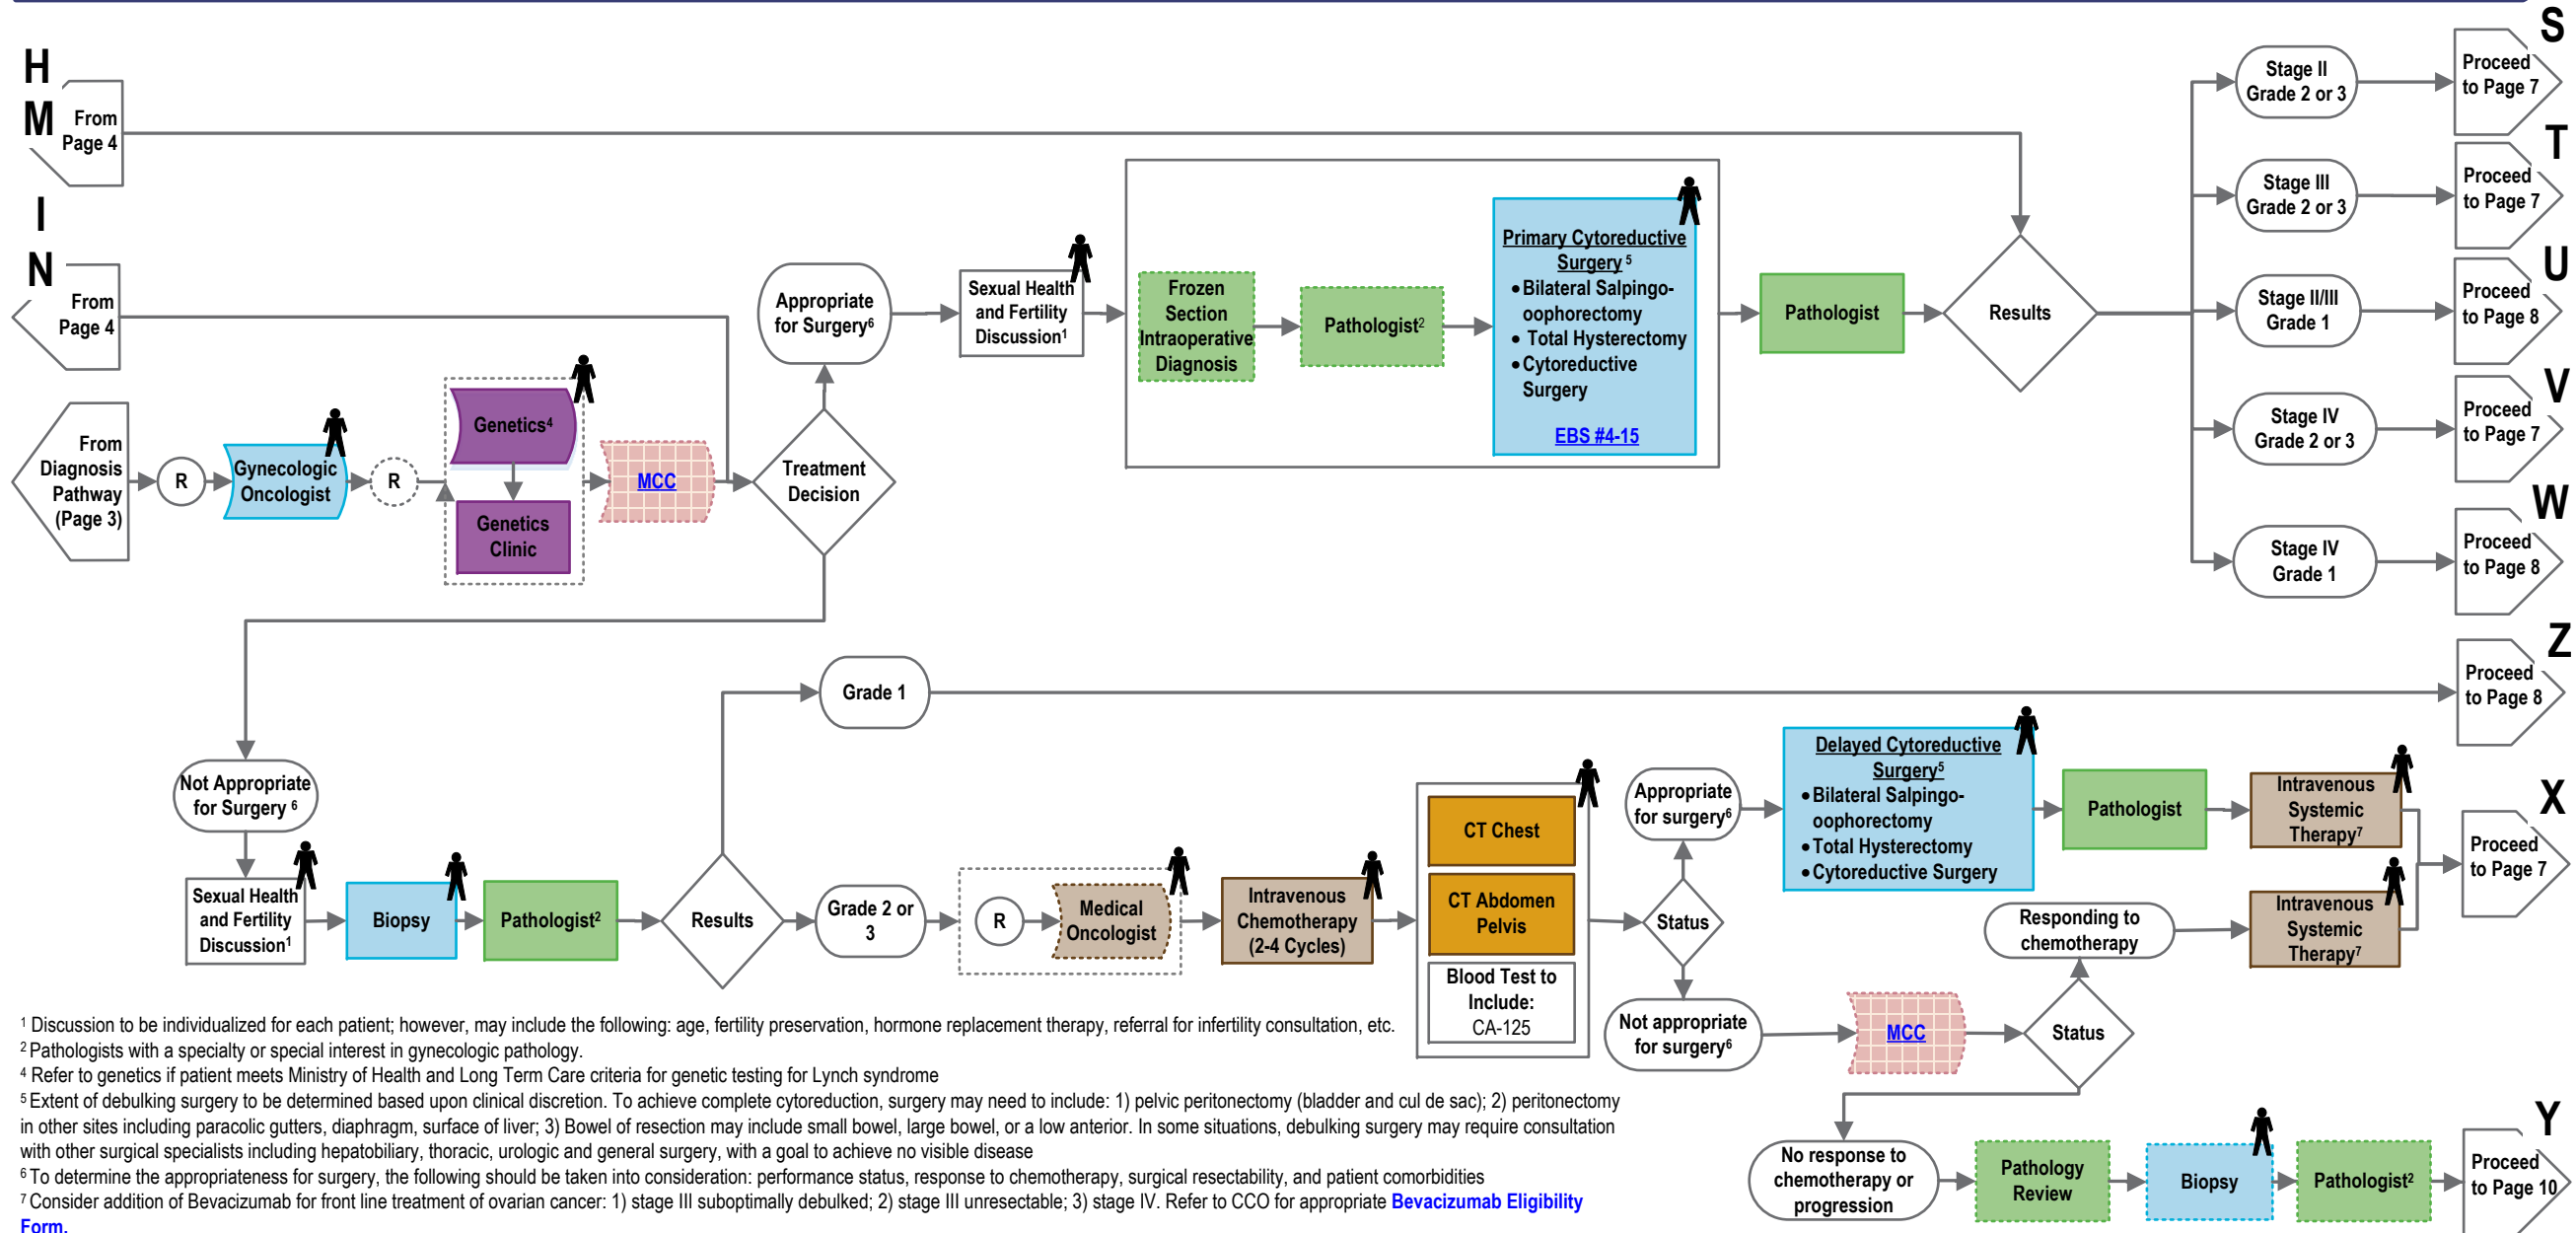 H
M
From
Page 4
I
N
From
Page 4
From
Diagnosis
Pathway
(Page 3)
R
Gynecologic
Oncologist
R
Genetics⁴
Genetics
Clinic
MCC
Treatment
Decision
Appropriate
for Surgery⁶
Sexual Health
and Fertility
Discussion¹
Frozen
Section
Intraoperative
Diagnosis
Pathologist²
Primary Cytoreductive
Surgery ⁵
• Bilateral Salpingo-
oophorectomy
• Total Hysterectomy
• Cytoreductive
Surgery
EBS #4-15
Pathologist
Results
Stage II
Grade 2 or 3
Proceed
to Page 7
S
Stage III
Grade 2 or 3
Proceed
to Page 7
T
Stage II/III
Grade 1
Proceed
to Page 8
U
Stage IV
Grade 2 or 3
Proceed
to Page 7
V
Stage IV
Grade 1
Proceed
to Page 8
W
Not Appropriate
for Surgery ⁶
Sexual Health
and Fertility
Discussion¹
Biopsy
Pathologist²
Results
Grade 1
Proceed
to Page 8
Z
Grade 2 or
3
R
Medical
Oncologist
Intravenous
Chemotherapy
(2-4 Cycles)
CT Chest
CT Abdomen
Pelvis
Blood Test to
Include:
CA-125
Status
Appropriate
for surgery⁶
Delayed Cytoreductive
Surgery⁵
• Bilateral Salpingo-
oophorectomy
• Total Hysterectomy
• Cytoreductive Surgery
Pathologist
Intravenous
Systemic
Therapy⁷
Proceed
to Page 7
X
Not appropriate
for surgery⁶
MCC
Status
Responding to
chemotherapy
Intravenous
Systemic
Therapy⁷
No response to
chemotherapy or
progression
Pathology
Review
Biopsy
Pathologist²
Proceed
to Page 10
Y
¹ Discussion to be individualized for each patient; however, may include the following: age, fertility preservation, hormone replacement therapy, referral for infertility consultation, etc.
² Pathologists with a specialty or special interest in gynecologic pathology.
⁴ Refer to genetics if patient meets Ministry of Health and Long Term Care criteria for genetic testing for Lynch syndrome
⁵ Extent of debulking surgery to be determined based upon clinical discretion. To achieve complete cytoreduction, surgery may need to include: 1) pelvic peritonectomy (bladder and cul de sac); 2) peritonectomy
in other sites including paracolic gutters, diaphragm, surface of liver; 3) Bowel of resection may include small bowel, large bowel, or a low anterior. In some situations, debulking surgery may require consultation
with other surgical specialists including hepatobiliary, thoracic, urologic and general surgery, with a goal to achieve no visible disease
⁶ To determine the appropriateness for surgery, the following should be taken into consideration: performance status, response to chemotherapy, surgical resectability, and patient comorbidities
⁷ Consider addition of Bevacizumab for front line treatment of ovarian cancer: 1) stage III suboptimally debulked; 2) stage III unresectable; 3) stage IV. Refer to CCO for appropriate Bevacizumab Eligibility
Form.